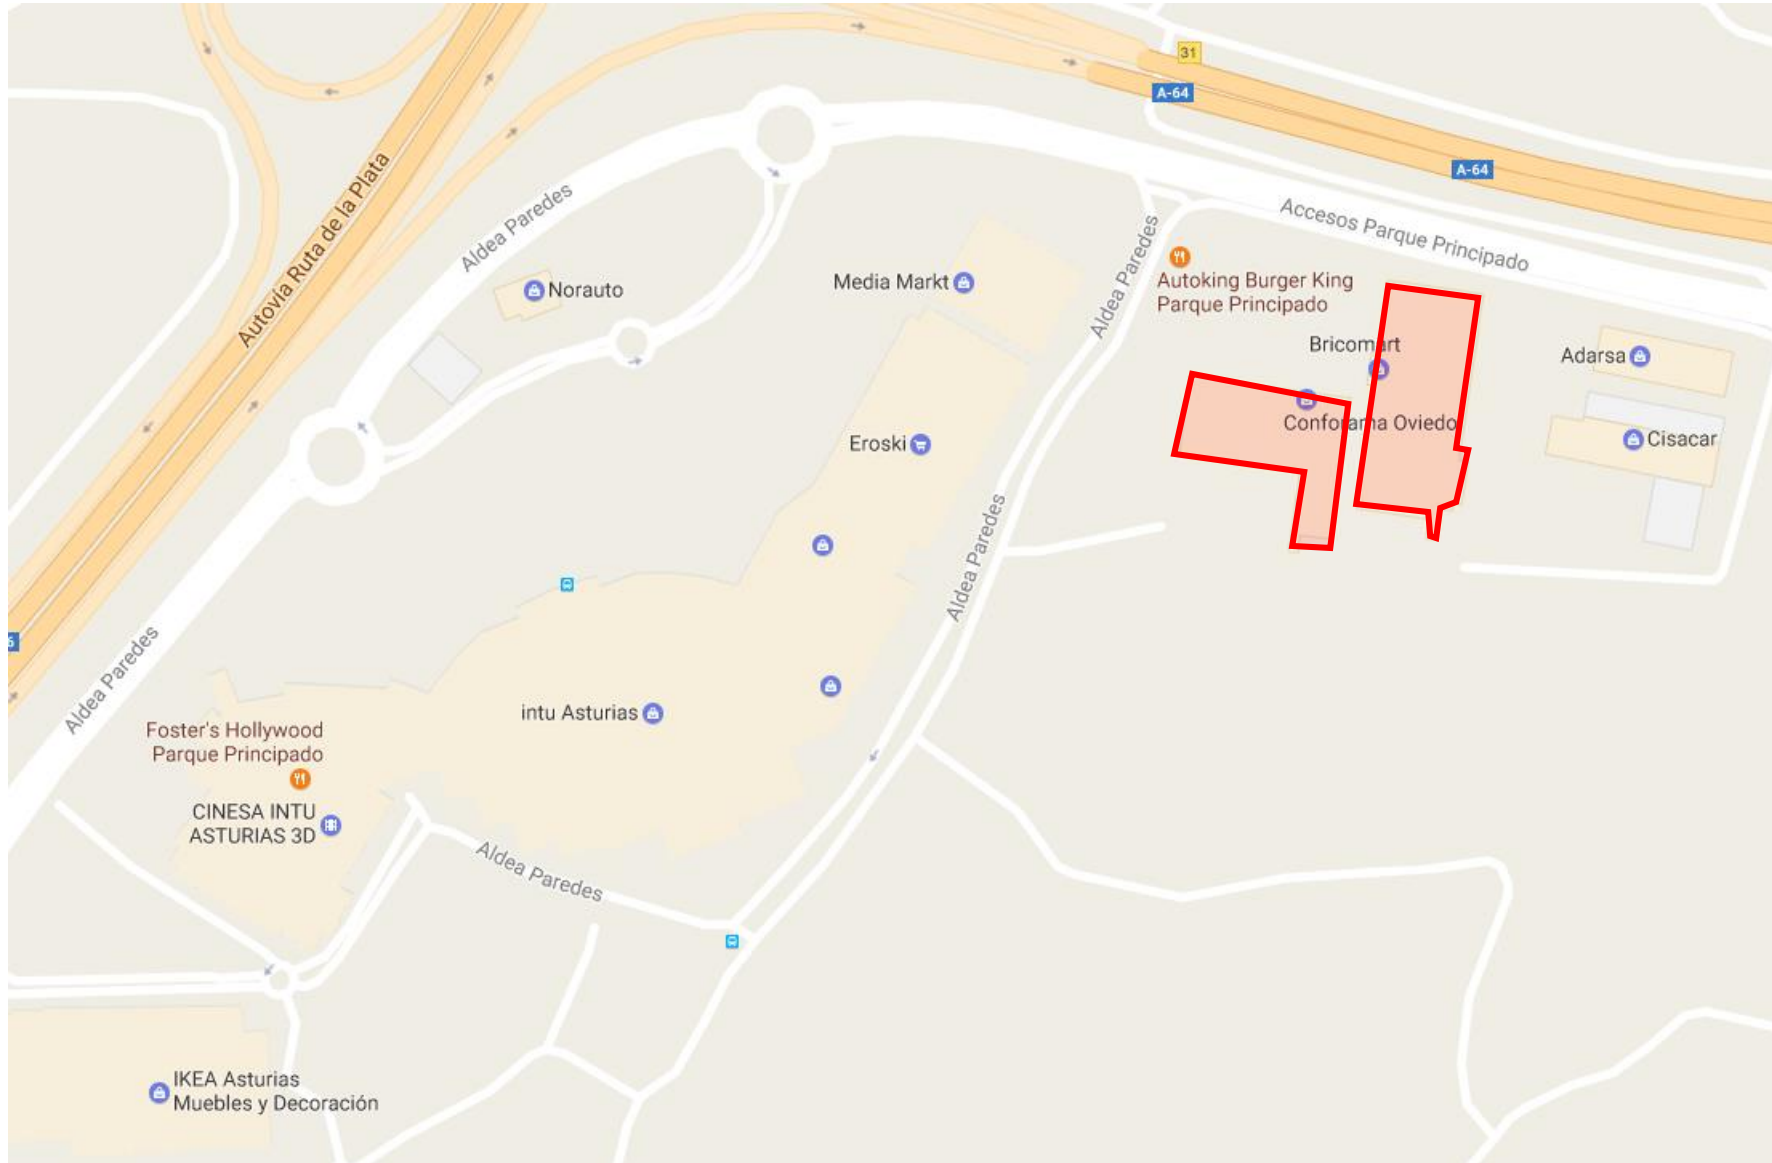 31
A-64
A-64
Autovía Ruta de la Plata
Aldea Paredes
Accesos Parque Principado
Aldea Paredes
Autoking Burger King
Parque Principado
Norauto
Media Markt
Bricomart
Adarsa
Conforama Oviedo
Cisacar
Eroski
Aldea Paredes
Aldea Paredes
6
intu Asturias
Foster's Hollywood
Parque Principado
CINESA INTU
ASTURIAS 3D
Aldea Paredes
IKEA Asturias
Muebles y Decoración